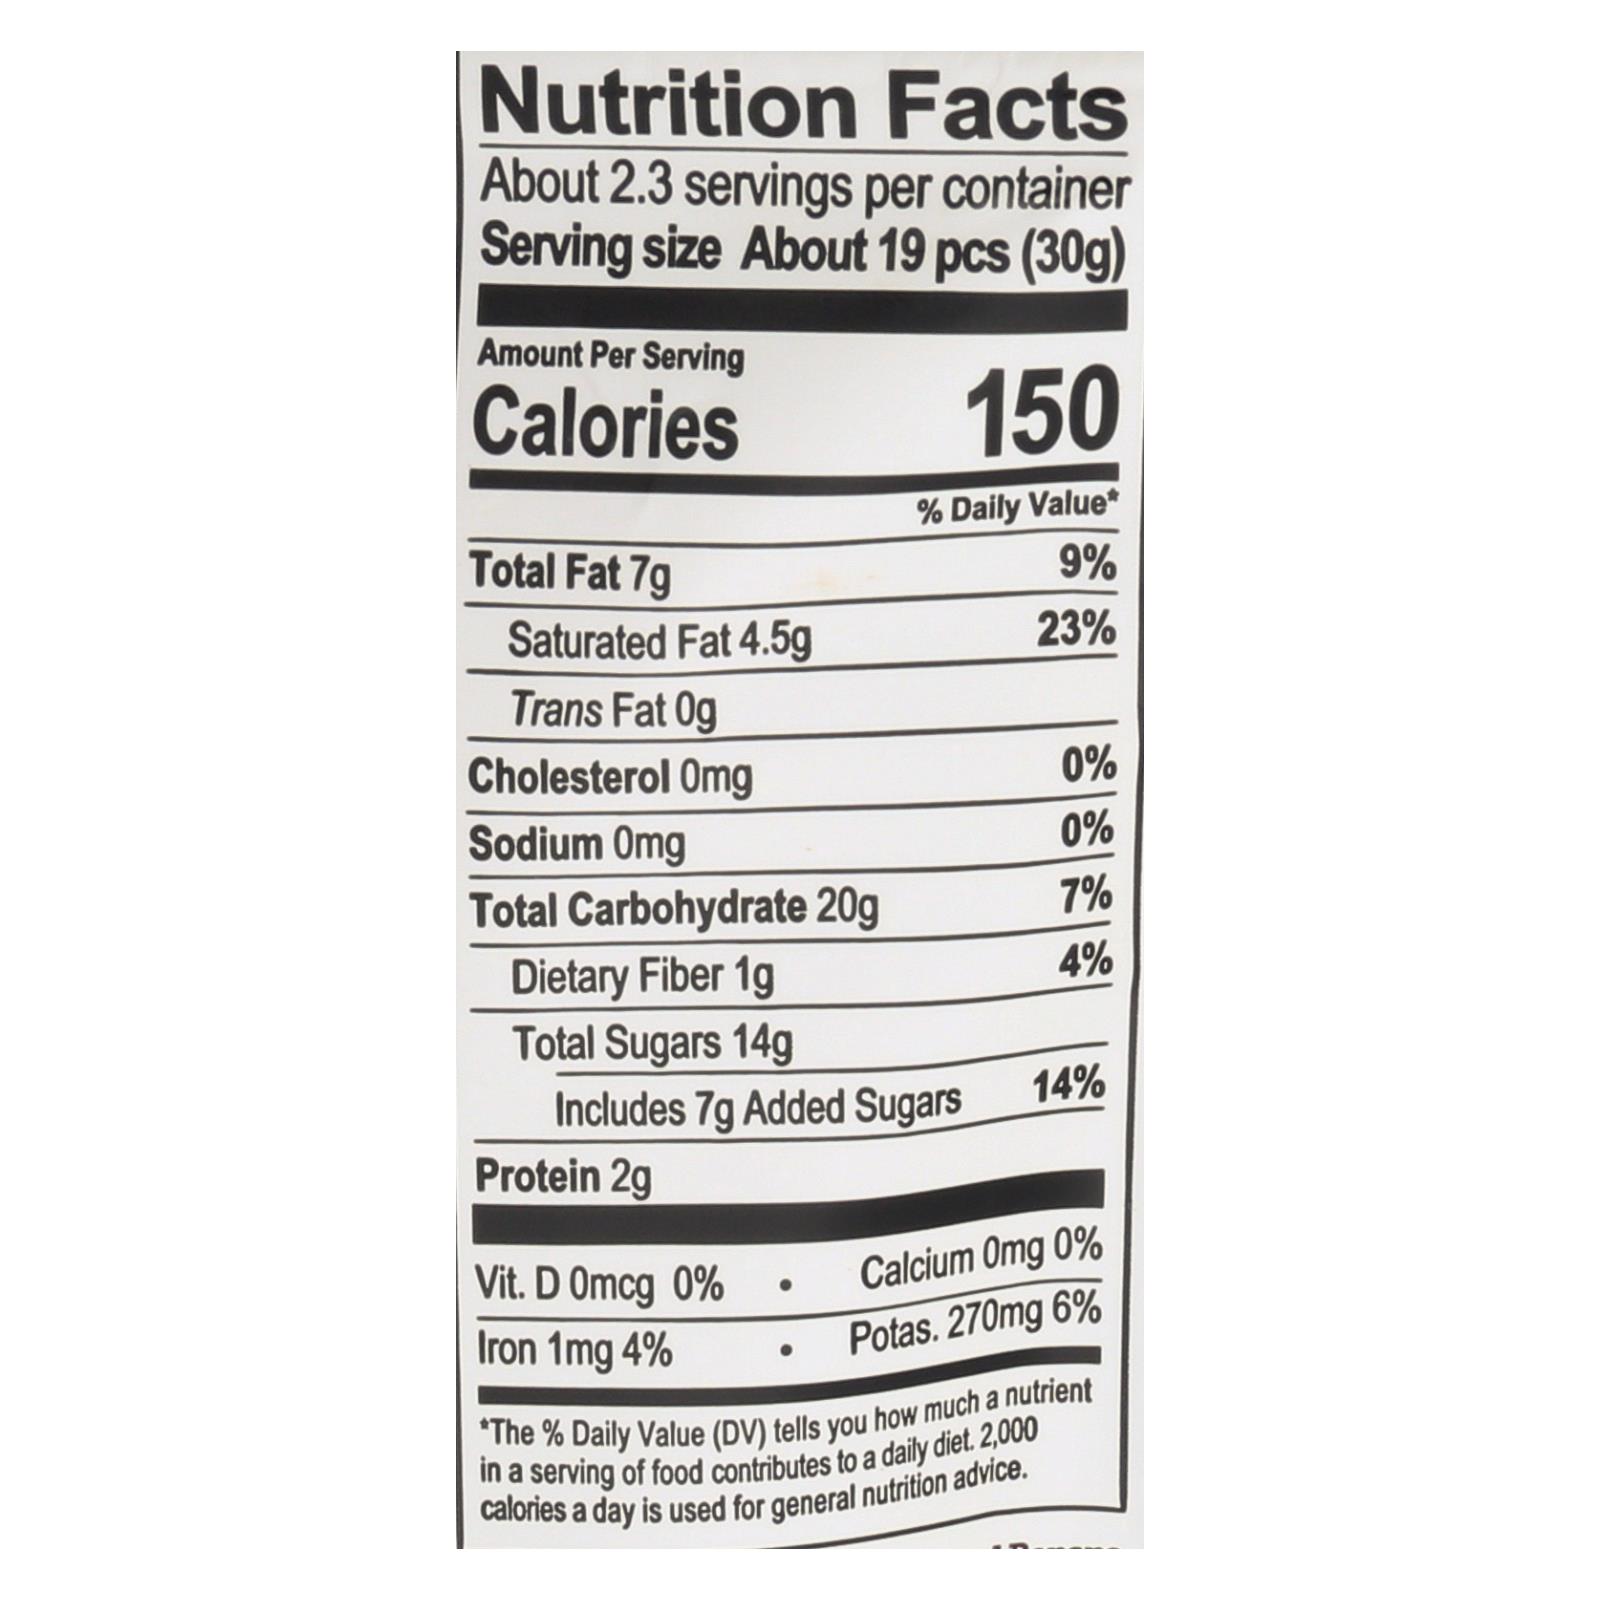 Nutrition Facts
About 2.3 servings per container
Serving size About 19 pcs (30g)
Amount Per Serving
Calories 150
% Daily Value*
Total Fat 7g 9%
Saturated Fat 4.5g 23%
Trans Fat 0g
Cholesterol 0mg 0%
Sodium 0mg 0%
Total Carbohydrate 20g 7%
Dietary Fiber 1g 4%
Total Sugars 14g
Includes 7g Added Sugars 14%
Protein 2g
Vit. D 0mcg 0% • Calcium 0mg 0%
Iron 1mg 4% • Potas. 270mg 6%
*The % Daily Value (DV) tells you how much a nutrient
in a serving of food contributes to a daily diet. 2,000
calories a day is used for general nutrition advice.